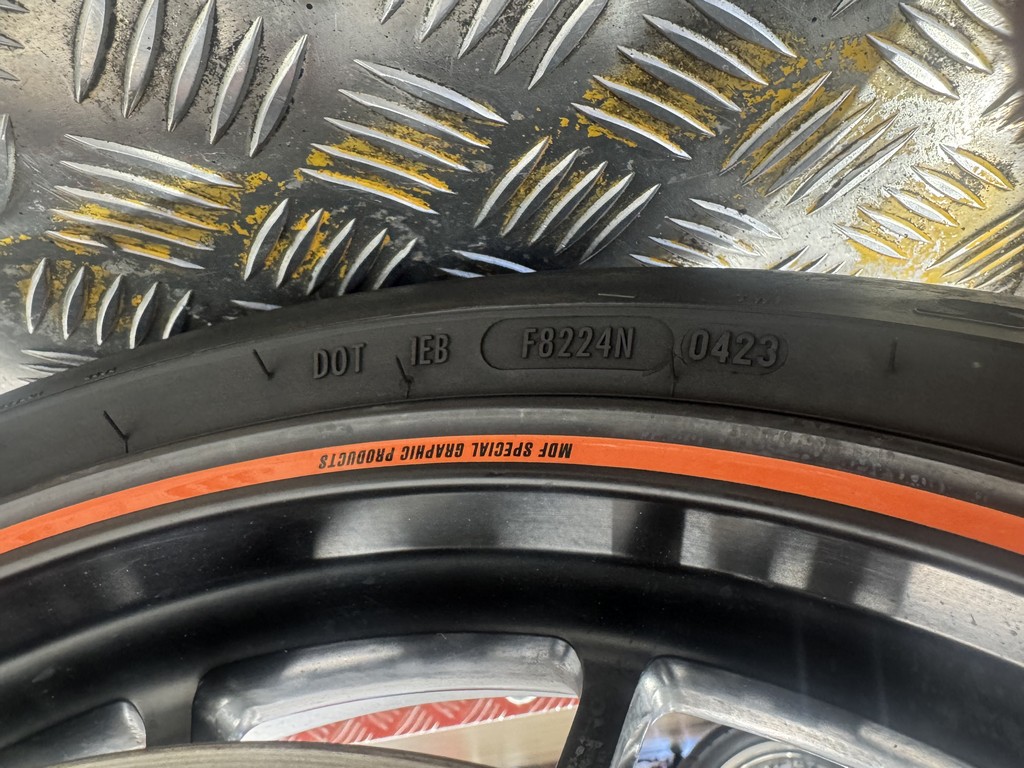 DOT IEB F8224N 0423
MDF SPECIAL GRAPHIC PRODUCTS